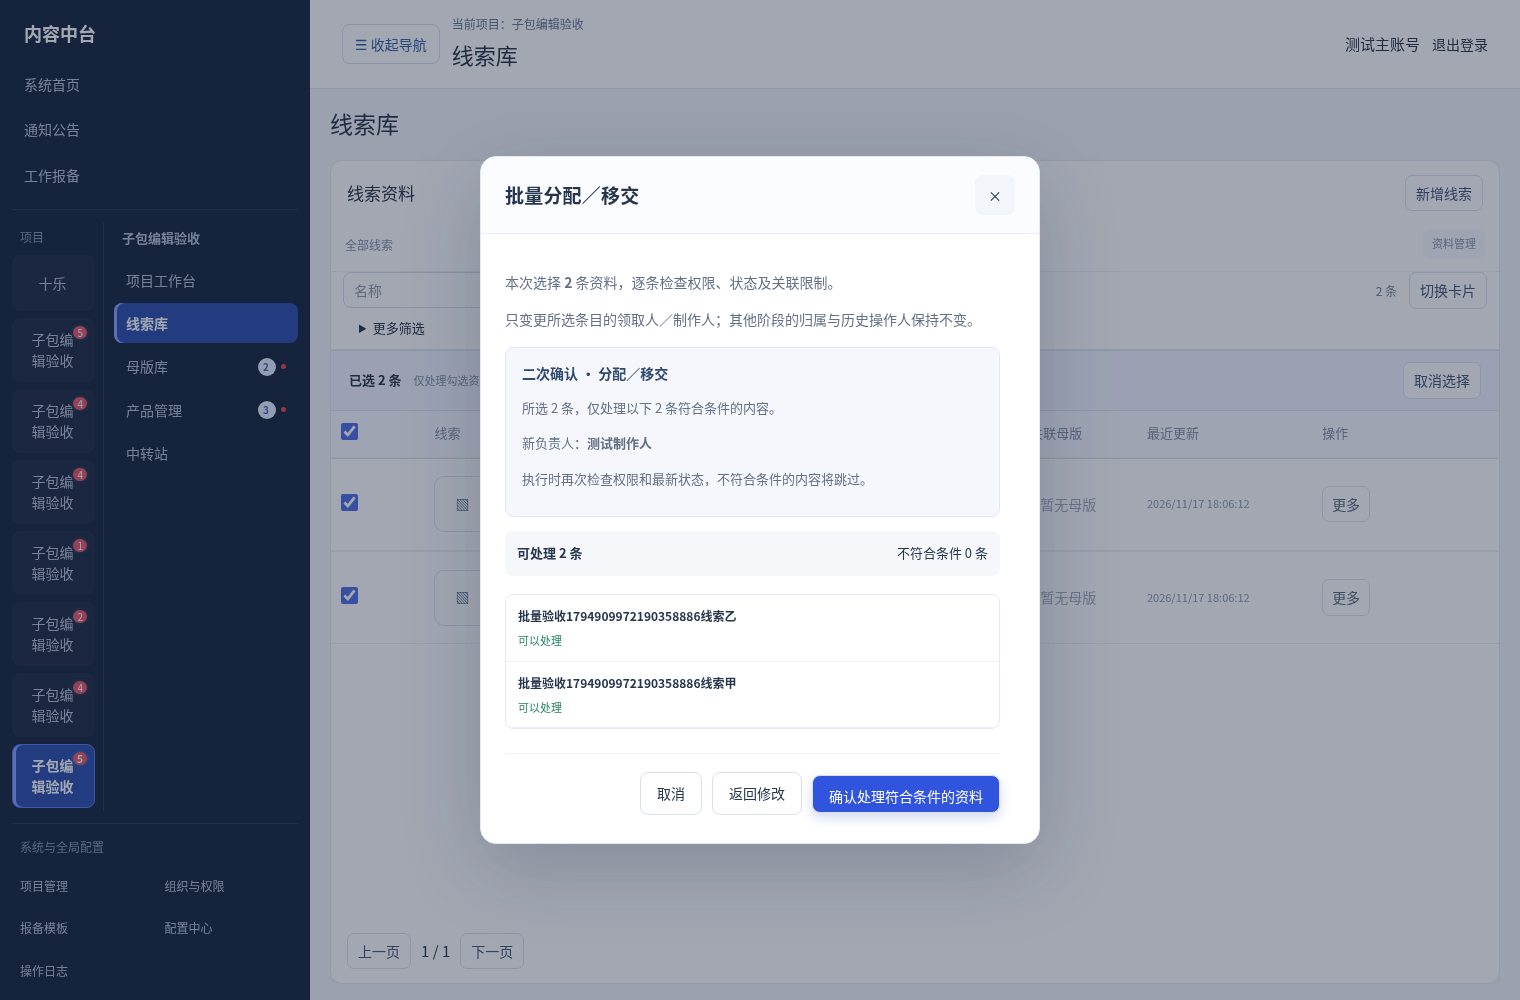 内容中台
系统首页
通知公告
工作报备
项目
十乐
子包编辑验收
5
子包编辑验收
4
子包编辑验收
4
子包编辑验收
1
子包编辑验收
2
子包编辑验收
4
子包编辑验收
5
子包编辑验收
项目工作台
线索库
母版库 2
产品管理 3
中转站
系统与全局配置
项目管理 组织与权限
报备模板 配置中心
操作日志
☰ 收起导航
当前项目：子包编辑验收
线索库
测试主账号 退出登录
线索库
线索资料 新增线索
全部线索 资料管理
名称 2 条 切换卡片
▶ 更多筛选
已选 2 条 仅处理勾选资 取消选择
线索 联母版 最近更新 操作
暂无母版 2026/11/17 18:06:12 更多
暂无母版 2026/11/17 18:06:12 更多
上一页 1 / 1 下一页
批量分配／移交 ×
本次选择 2 条资料，逐条检查权限、状态及关联限制。
只变更所选条目的领取人／制作人；其他阶段的归属与历史操作人保持不变。
二次确认 · 分配／移交
所选 2 条，仅处理以下 2 条符合条件的内容。
新负责人：测试制作人
执行时再次检查权限和最新状态，不符合条件的内容将跳过。
可处理 2 条 不符合条件 0 条
批量验收1794909972190358886线索乙
可以处理
批量验收1794909972190358886线索甲
可以处理
取消 返回修改 确认处理符合条件的资料